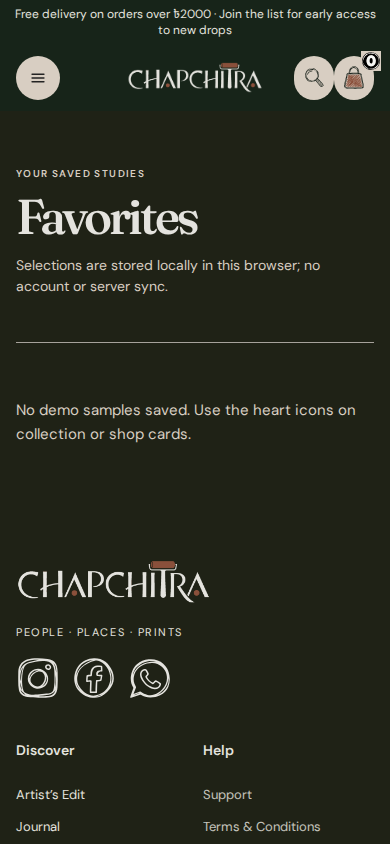 Free delivery on orders over ৳2000 · Join the list for early access
to new drops
CHAPCHITRA
0
YOUR SAVED STUDIES
Favorites
Selections are stored locally in this browser; no
account or server sync.
No demo samples saved. Use the heart icons on
collection or shop cards.
CHAPCHITRA
PEOPLE · PLACES · PRINTS
Discover
Help
Artist’s Edit
Support
Journal
Terms & Conditions